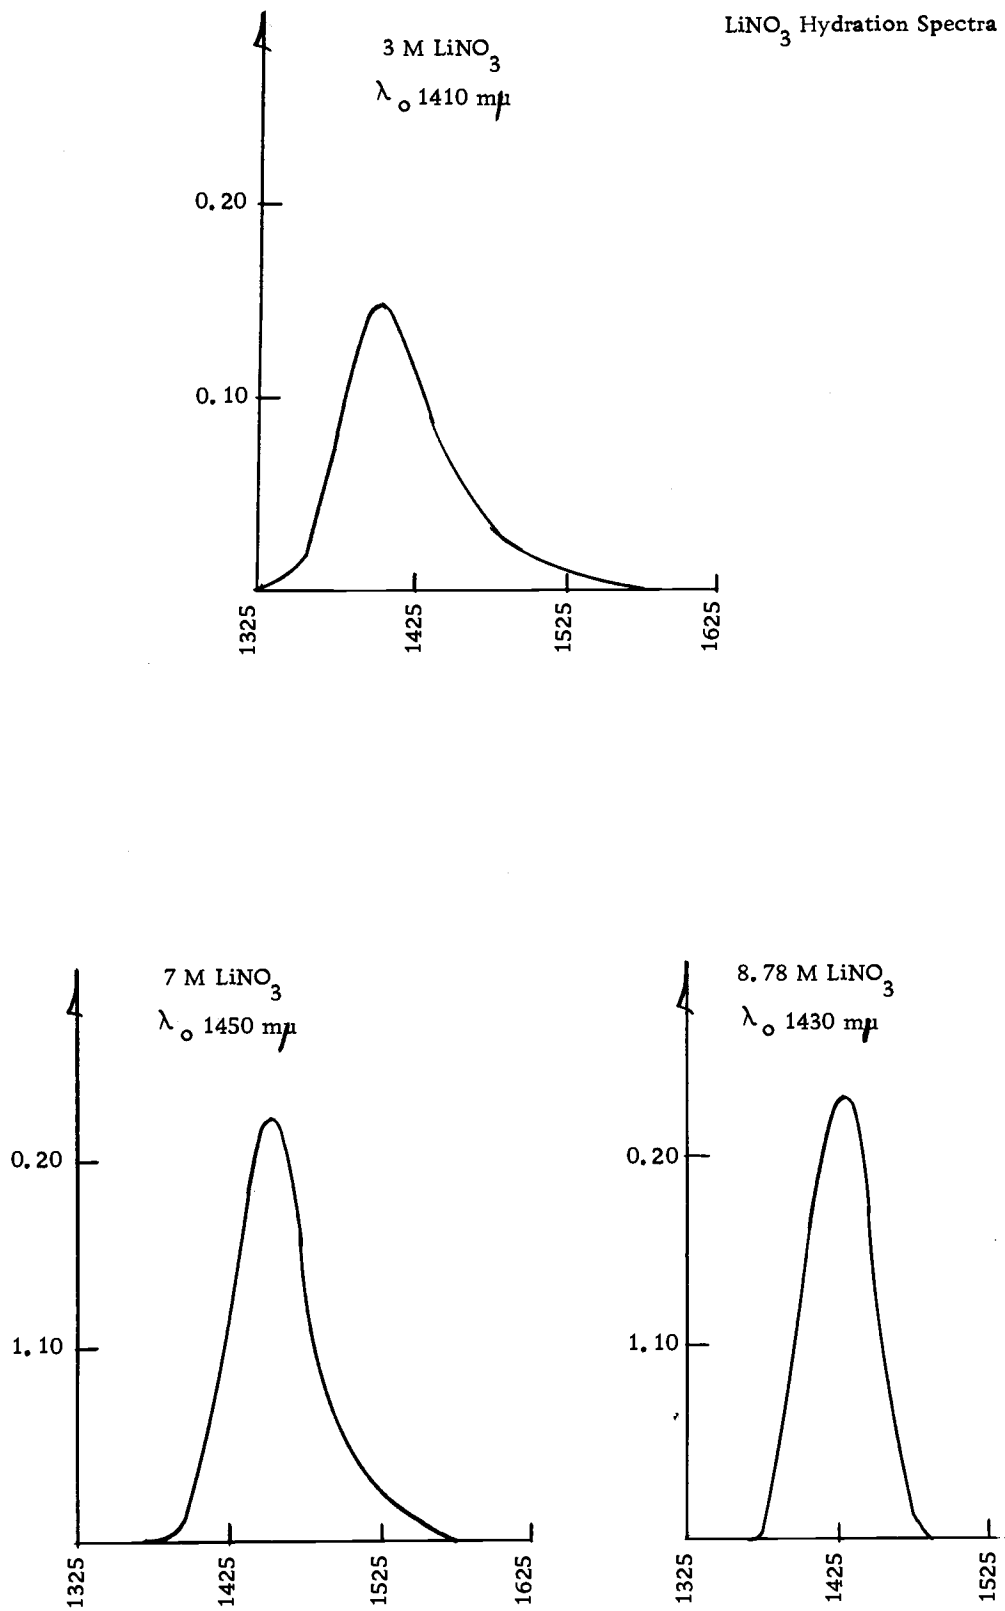 LiNO₃ Hydration Spectra
3 M LiNO₃
λₒ 1410 mμ
0.20
0.10
1325
1425
1525
1625
7 M LiNO₃
λₒ 1450 mμ
0.20
1.10
1325
1425
1525
1625
8.78 M LiNO₃
λₒ 1430 mμ
0.20
1.10
1325
1425
1525